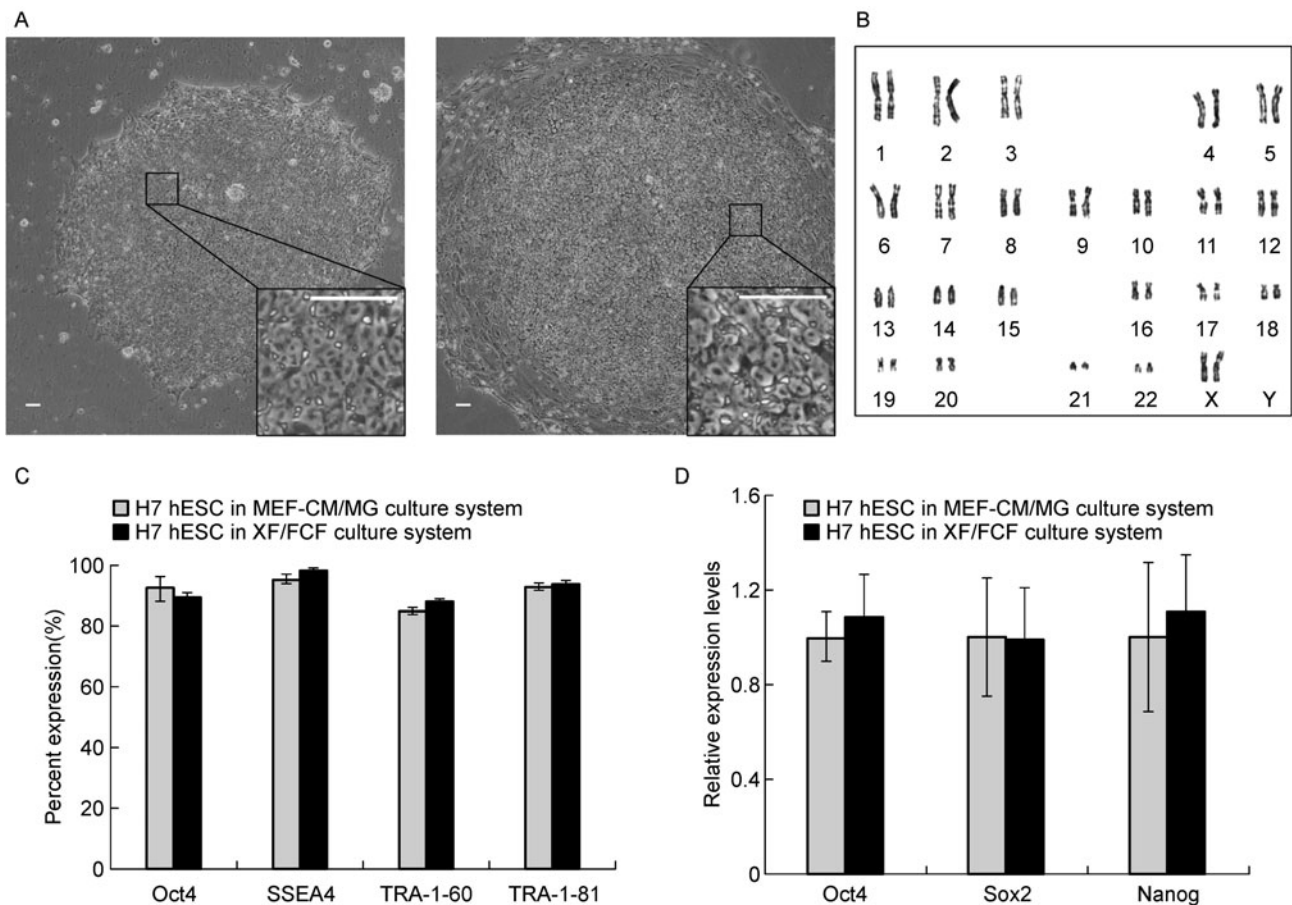 A
B
1 2 3 4 5
6 7 8 9 10 11 12
13 14 15 16 17 18
19 20 21 22 X Y
C
H7 hESC in MEF-CM/MG culture system
H7 hESC in XF/FCF culture system
Percent expression(%)
100
80
60
40
20
0
Oct4 SSEA4 TRA-1-60 TRA-1-81
D
H7 hESC in MEF-CM/MG culture system
H7 hESC in XF/FCF culture system
Relative expression levels
1.6
1.2
0.8
0.4
0
Oct4 Sox2 Nanog